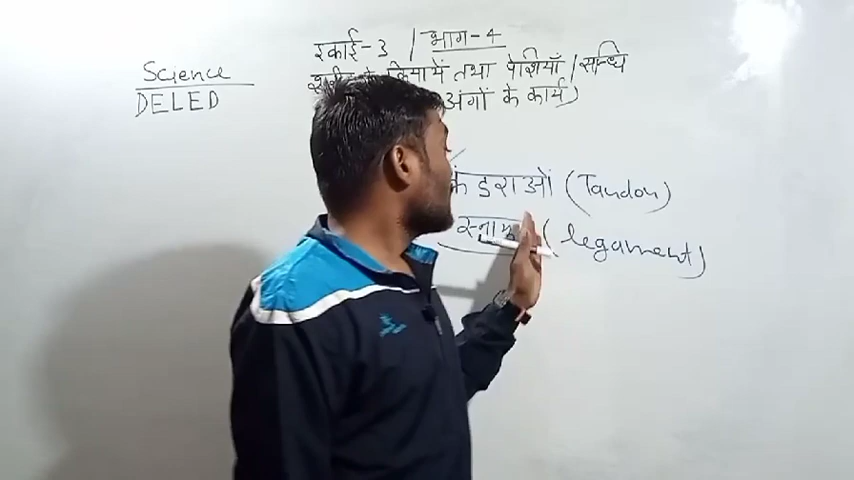 Science
DELED
इकाई-3 / भाग-4
क्रियायें तथा पेशियाँ / सन्धि
अंगों के कार्य)
कंडराओं (Tandon)
(legament)